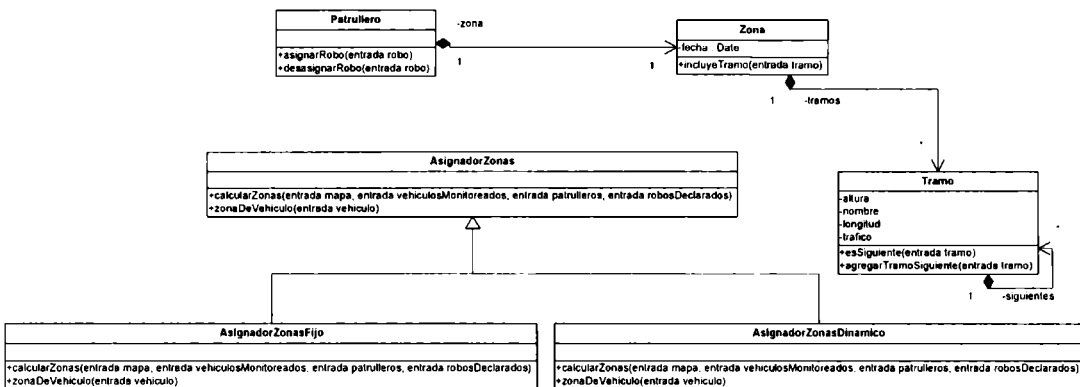 Patrullero
+asignarRobo(entrada robo)
+desasignarRobo(entrada robo)
-zona
1
1
Zona
-fecha : Date
+incluyeTramo(entrada tramo)
1
-tramos
Tramo
-altura
-nombre
-longitud
-trafico
+esSiguiente(entrada tramo)
+agregarTramoSiguiente(entrada tramo)
1
-siguientes
AsignadorZonas
+calcularZonas(entrada mapa, entrada vehiculosMonitoreados, entrada patrulleros, entrada robosDeclarados)
+zonaDeVehiculo(entrada vehiculo)
AsignadorZonasFijo
+calcularZonas(entrada mapa, entrada vehiculosMonitoreados, entrada patrulleros, entrada robosDeclarados)
+zonaDeVehiculo(entrada vehiculo)
AsignadorZonasDinamico
+calcularZonas(entrada mapa, entrada vehiculosMonitoreados, entrada patrulleros, entrada robosDeclarados)
+zonaDeVehiculo(entrada vehiculo)